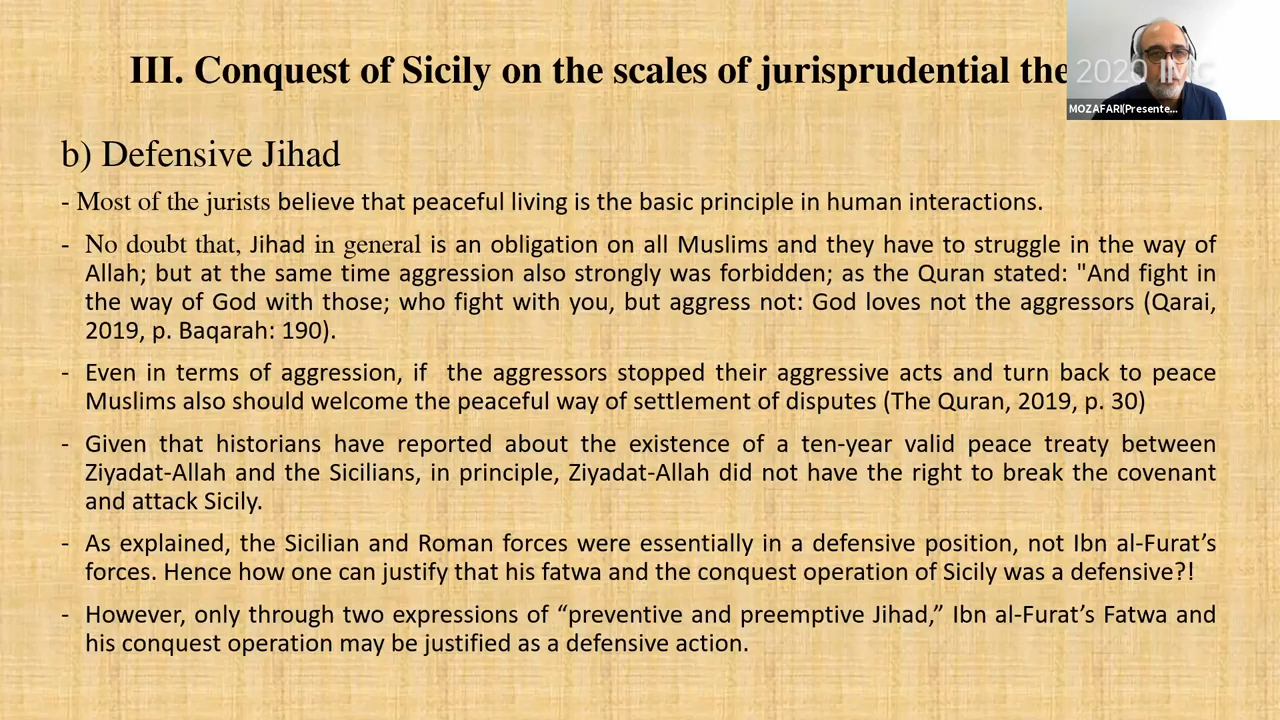 III. Conquest of Sicily on the scales of jurisprudential the
2020 IMC
MOZAFARI(Presente...
b) Defensive Jihad
- Most of the jurists believe that peaceful living is the basic principle in human interactions.
- No doubt that, Jihad in general is an obligation on all Muslims and they have to struggle in the way of
Allah; but at the same time aggression also strongly was forbidden; as the Quran stated: "And fight in
the way of God with those; who fight with you, but aggress not: God loves not the aggressors (Qarai,
2019, p. Baqarah: 190).
- Even in terms of aggression, if the aggressors stopped their aggressive acts and turn back to peace
Muslims also should welcome the peaceful way of settlement of disputes (The Quran, 2019, p. 30)
- Given that historians have reported about the existence of a ten-year valid peace treaty between
Ziyadat-Allah and the Sicilians, in principle, Ziyadat-Allah did not have the right to break the covenant
and attack Sicily.
- As explained, the Sicilian and Roman forces were essentially in a defensive position, not Ibn al-Furat’s
forces. Hence how one can justify that his fatwa and the conquest operation of Sicily was a defensive?!
- However, only through two expressions of “preventive and preemptive Jihad,” Ibn al-Furat’s Fatwa and
his conquest operation may be justified as a defensive action.